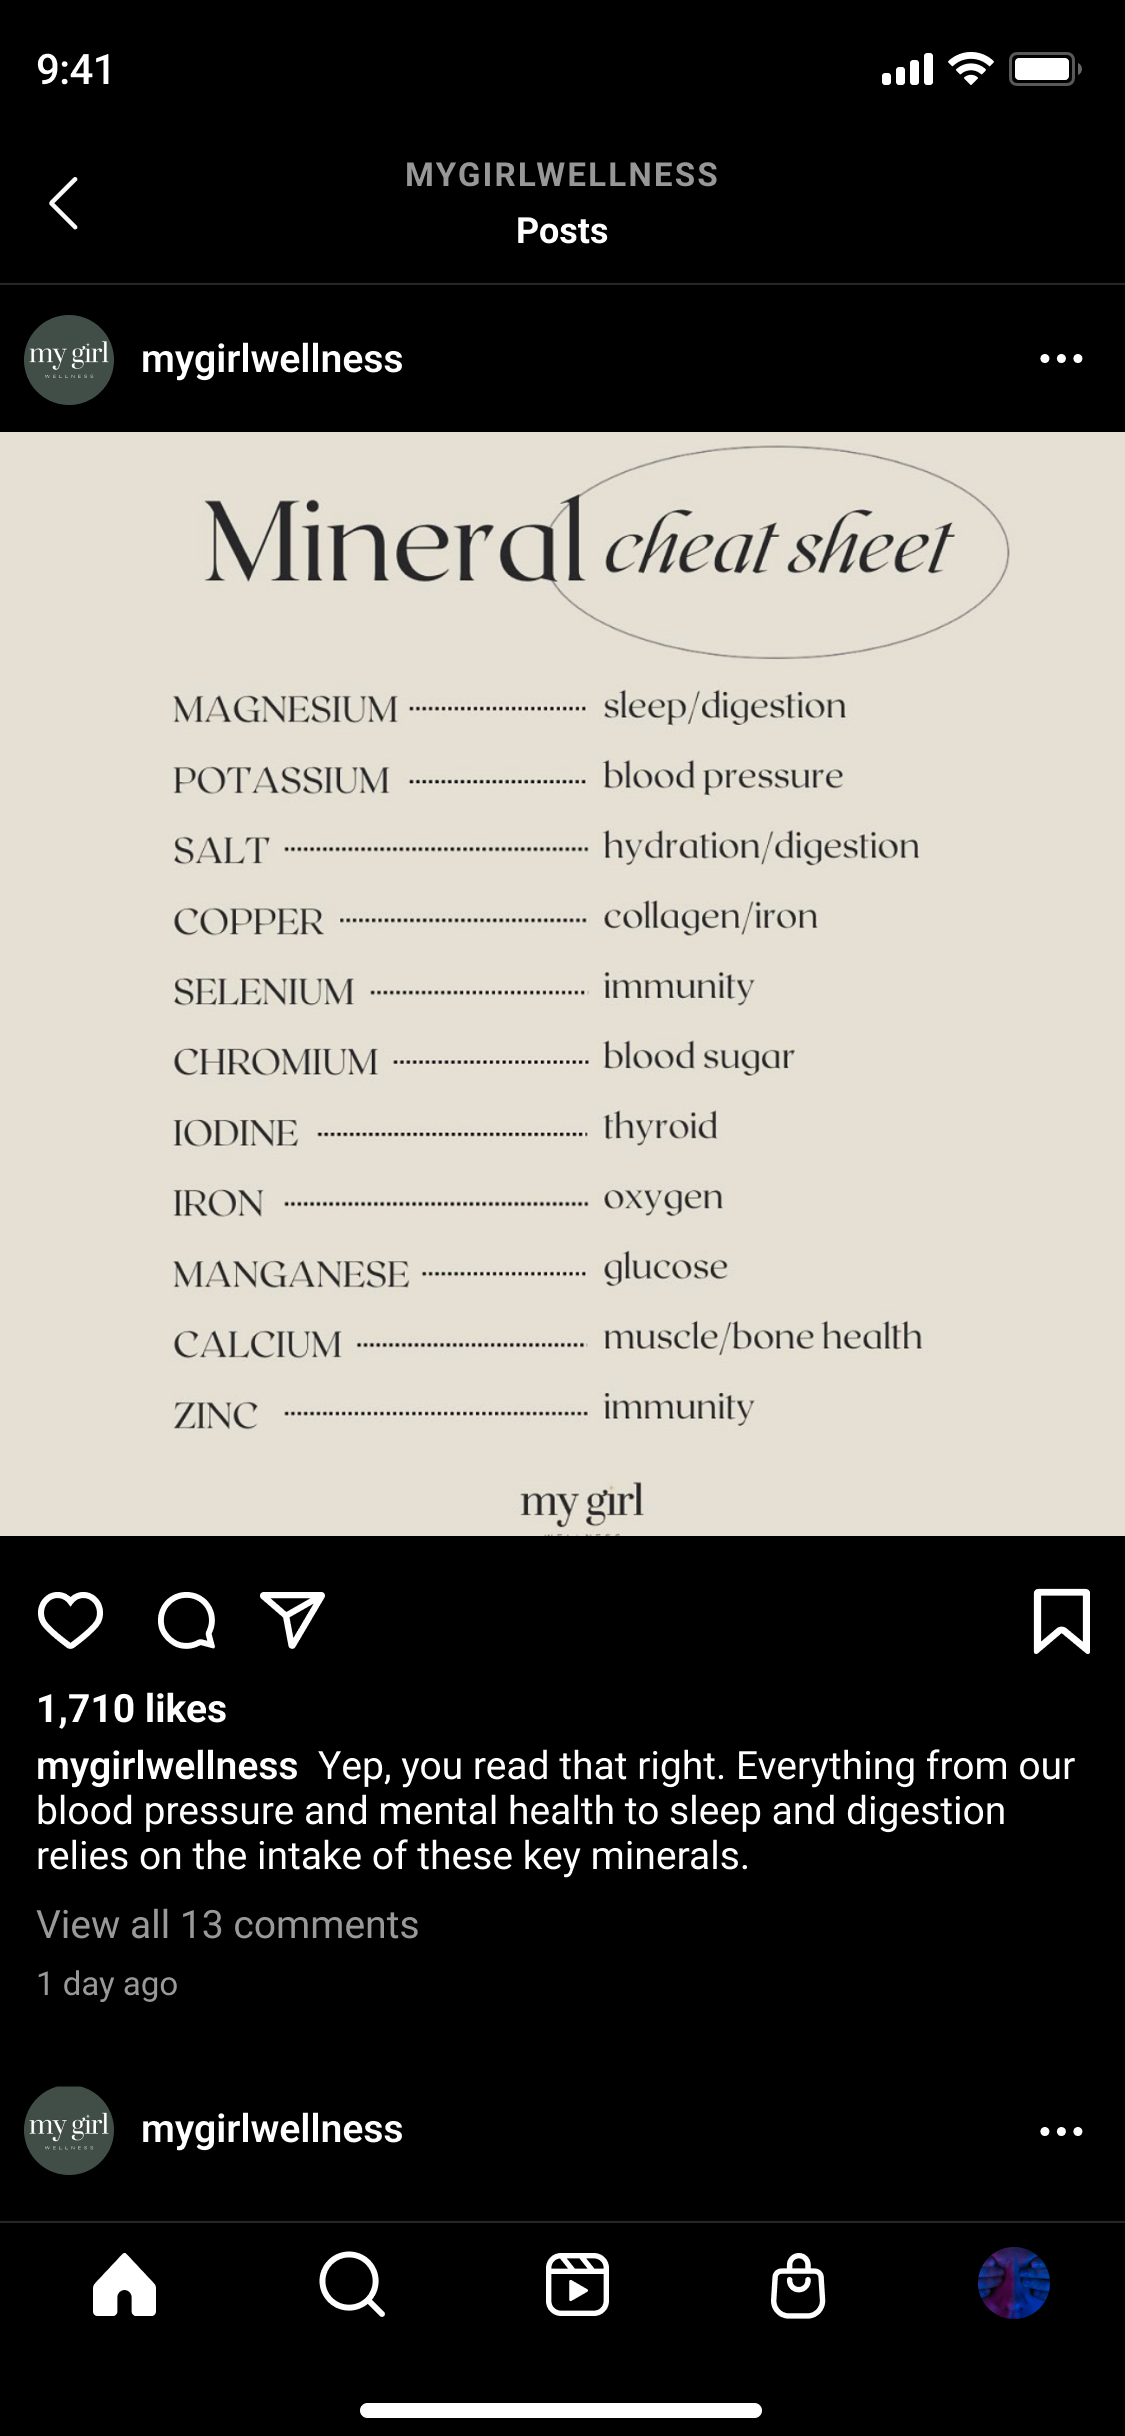 9:41
MYGIRLWELLNESS
Posts
my girl
WELLNESS
mygirlwellness
Mineral cheat sheet
MAGNESIUM sleep/digestion
POTASSIUM blood pressure
SALT hydration/digestion
COPPER collagen/iron
SELENIUM immunity
CHROMIUM blood sugar
IODINE thyroid
IRON oxygen
MANGANESE glucose
CALCIUM muscle/bone health
ZINC immunity
my girl
1,710 likes
mygirlwellness Yep, you read that right. Everything from our
blood pressure and mental health to sleep and digestion
relies on the intake of these key minerals.
View all 13 comments
1 day ago
my girl
WELLNESS
mygirlwellness